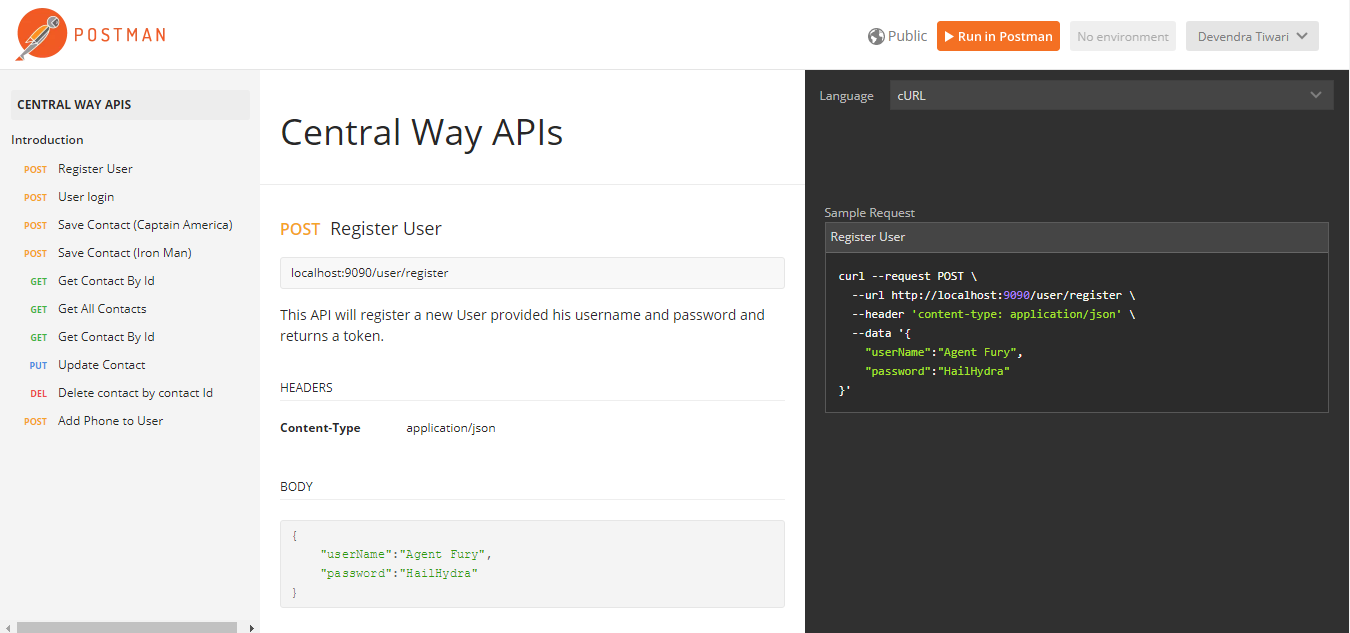 POSTMAN
Public
Run in Postman
No environment
Devendra Tiwari
CENTRAL WAY APIS
Introduction
POST Register User
POST User login
POST Save Contact (Captain America)
POST Save Contact (Iron Man)
GET Get Contact By Id
GET Get All Contacts
GET Get Contact By Id
PUT Update Contact
DEL Delete contact by contact Id
POST Add Phone to User
Central Way APIs
POST Register User
localhost:9090/user/register
This API will register a new User provided his username and password and
returns a token.
HEADERS
Content-Type application/json
BODY
{
"userName":"Agent Fury",
"password":"HailHydra"
}
Language cURL
Sample Request
Register User
curl --request POST \
--url http://localhost:9090/user/register \
--header 'content-type: application/json' \
--data '{
"userName":"Agent Fury",
"password":"HailHydra"
}'